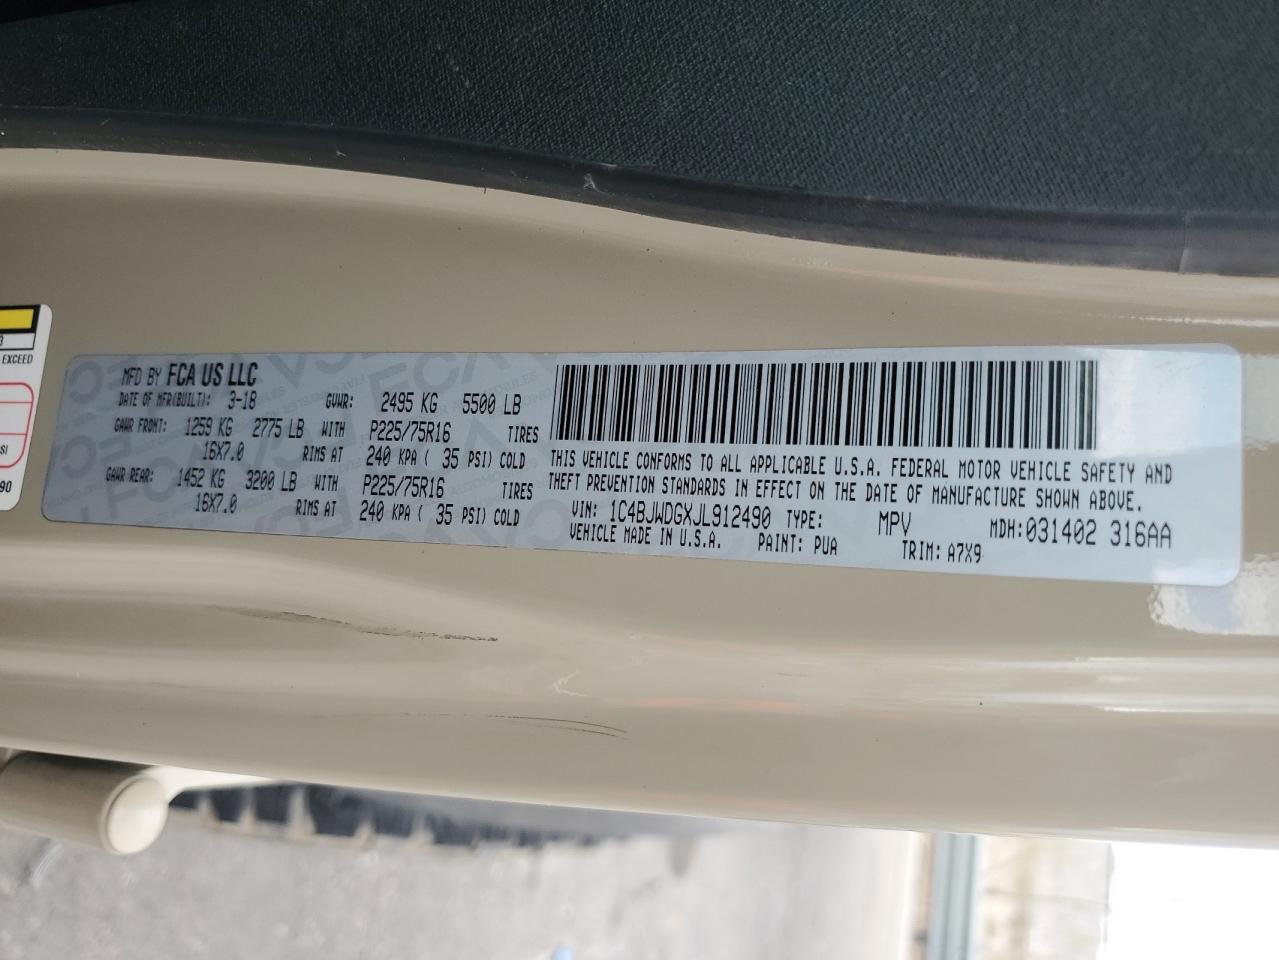 3
EXCEED
SI
90
MFD BY FCA US LLC
DATE OF MFR(BUILT): 3-18 GVWR: 2495 KG 5500 LB
GAWR FRONT: 1259 KG 2775 LB WITH P225/75R16 TIRES
16X7.0 RIMS AT 240 KPA ( 35 PSI) COLD
GAWR REAR: 1452 KG 3200 LB WITH P225/75R16 TIRES
16X7.0 RIMS AT 240 KPA ( 35 PSI) COLD
THIS VEHICLE CONFORMS TO ALL APPLICABLE U.S.A. FEDERAL MOTOR VEHICLE SAFETY AND
THEFT PREVENTION STANDARDS IN EFFECT ON THE DATE OF MANUFACTURE SHOWN ABOVE.
VIN: 1C4BJWDGXJL912490 TYPE: MPV MDH:031402 316AA
VEHICLE MADE IN U.S.A. PAINT: PUA TRIM: A7X9